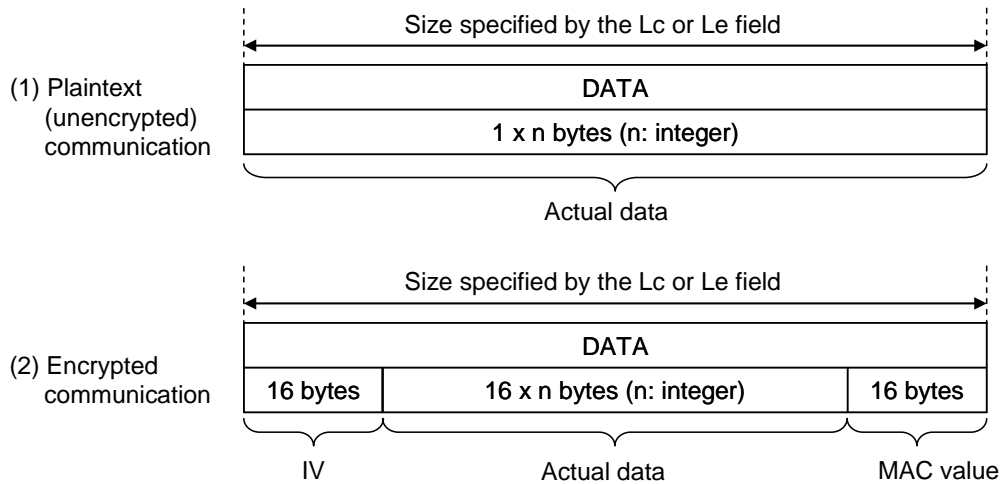 Size specified by the Lc or Le field
(1) Plaintext
(unencrypted)
communication
DATA
1 x n bytes (n: integer)
Actual data
Size specified by the Lc or Le field
(2) Encrypted
communication
DATA
16 bytes
16 x n bytes (n: integer)
16 bytes
IV
Actual data
MAC value